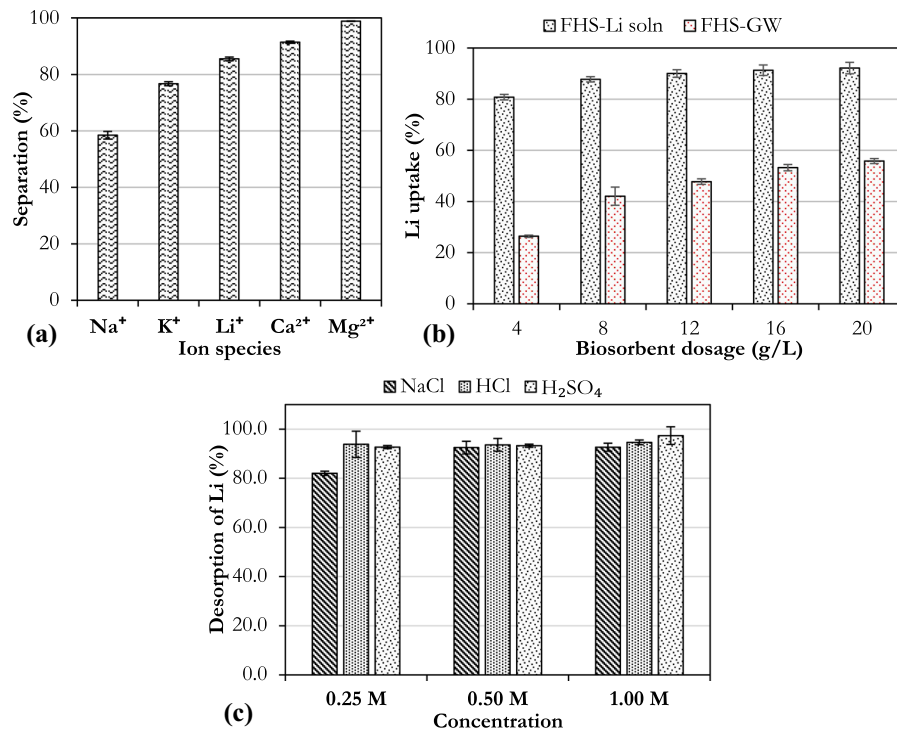 100
80
60
40
20
0
Separation (%)
Na⁺ K⁺ Li⁺ Ca²⁺ Mg²⁺
Ion species
(a)
FHS-Li soln FHS-GW
100
80
60
40
20
0
Li uptake (%)
4 8 12 16 20
Biosorbent dosage (g/L)
(b)
NaCl HCl H₂SO₄
100.0
80.0
60.0
40.0
20.0
0.0
Desorption of Li (%)
0.25 M 0.50 M 1.00 M
Concentration
(c)